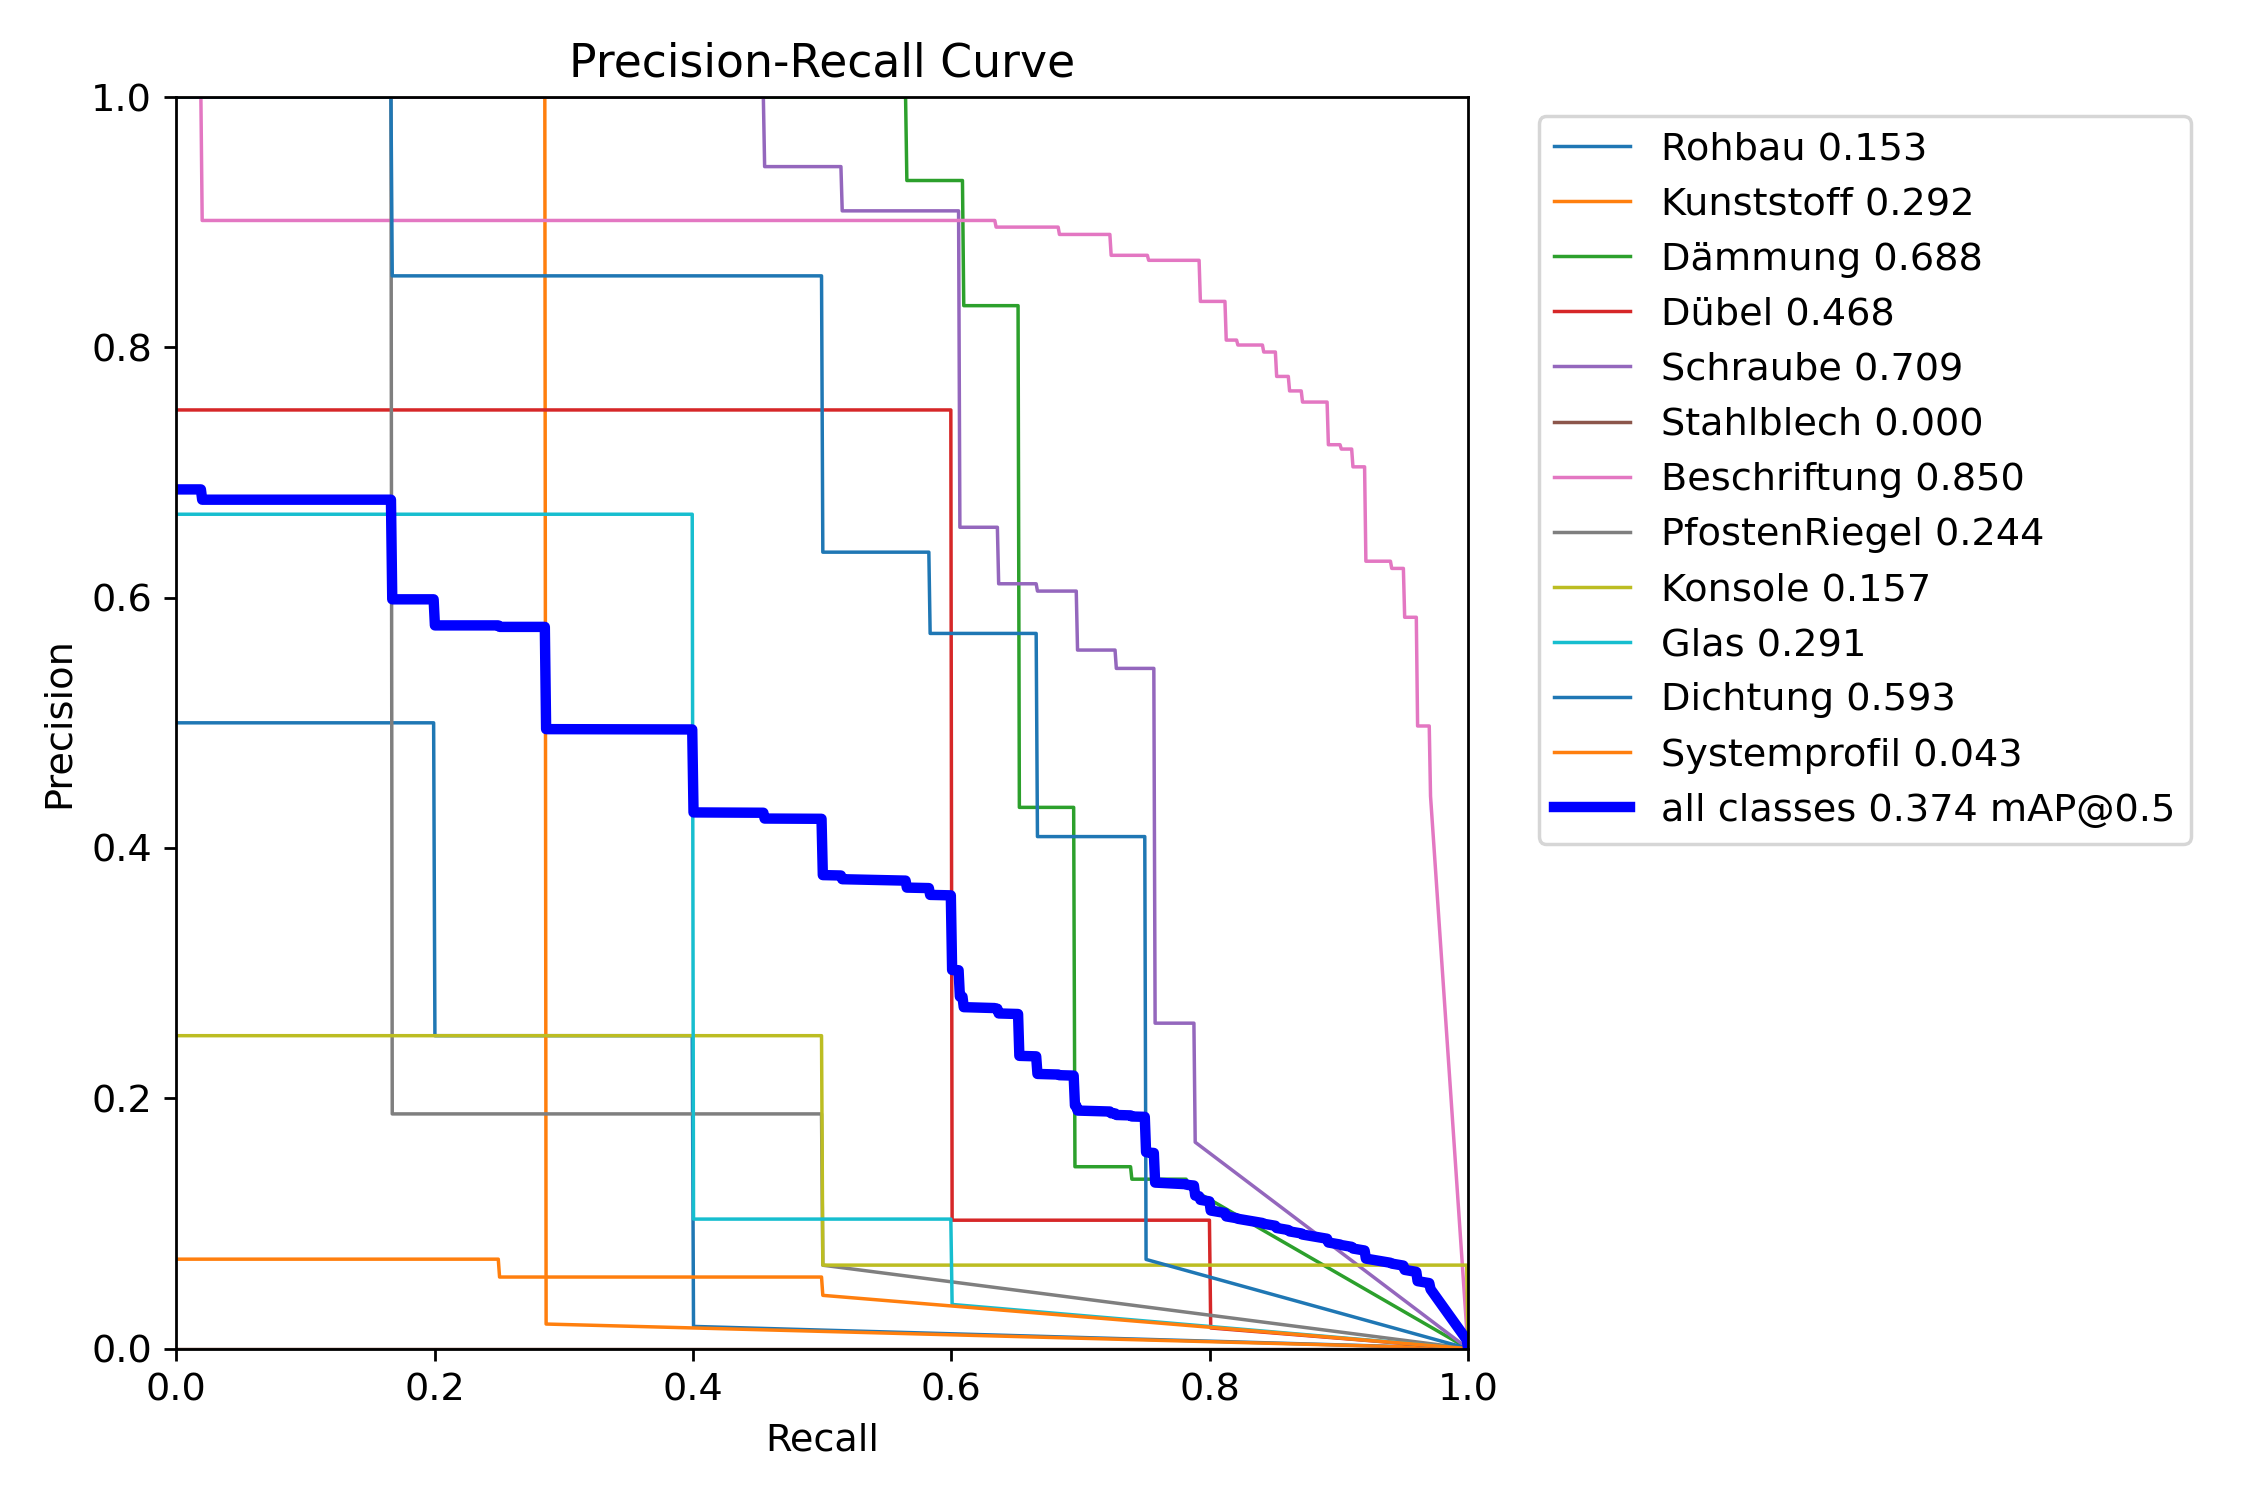 Precision-Recall Curve
1.0
0.8
0.6
0.4
0.2
0.0
Precision
0.0 0.2 0.4 0.6 0.8 1.0
Recall
Rohbau 0.153
Kunststoff 0.292
Dämmung 0.688
Dübel 0.468
Schraube 0.709
Stahlblech 0.000
Beschriftung 0.850
PfostenRiegel 0.244
Konsole 0.157
Glas 0.291
Dichtung 0.593
Systemprofil 0.043
all classes 0.374 mAP@0.5